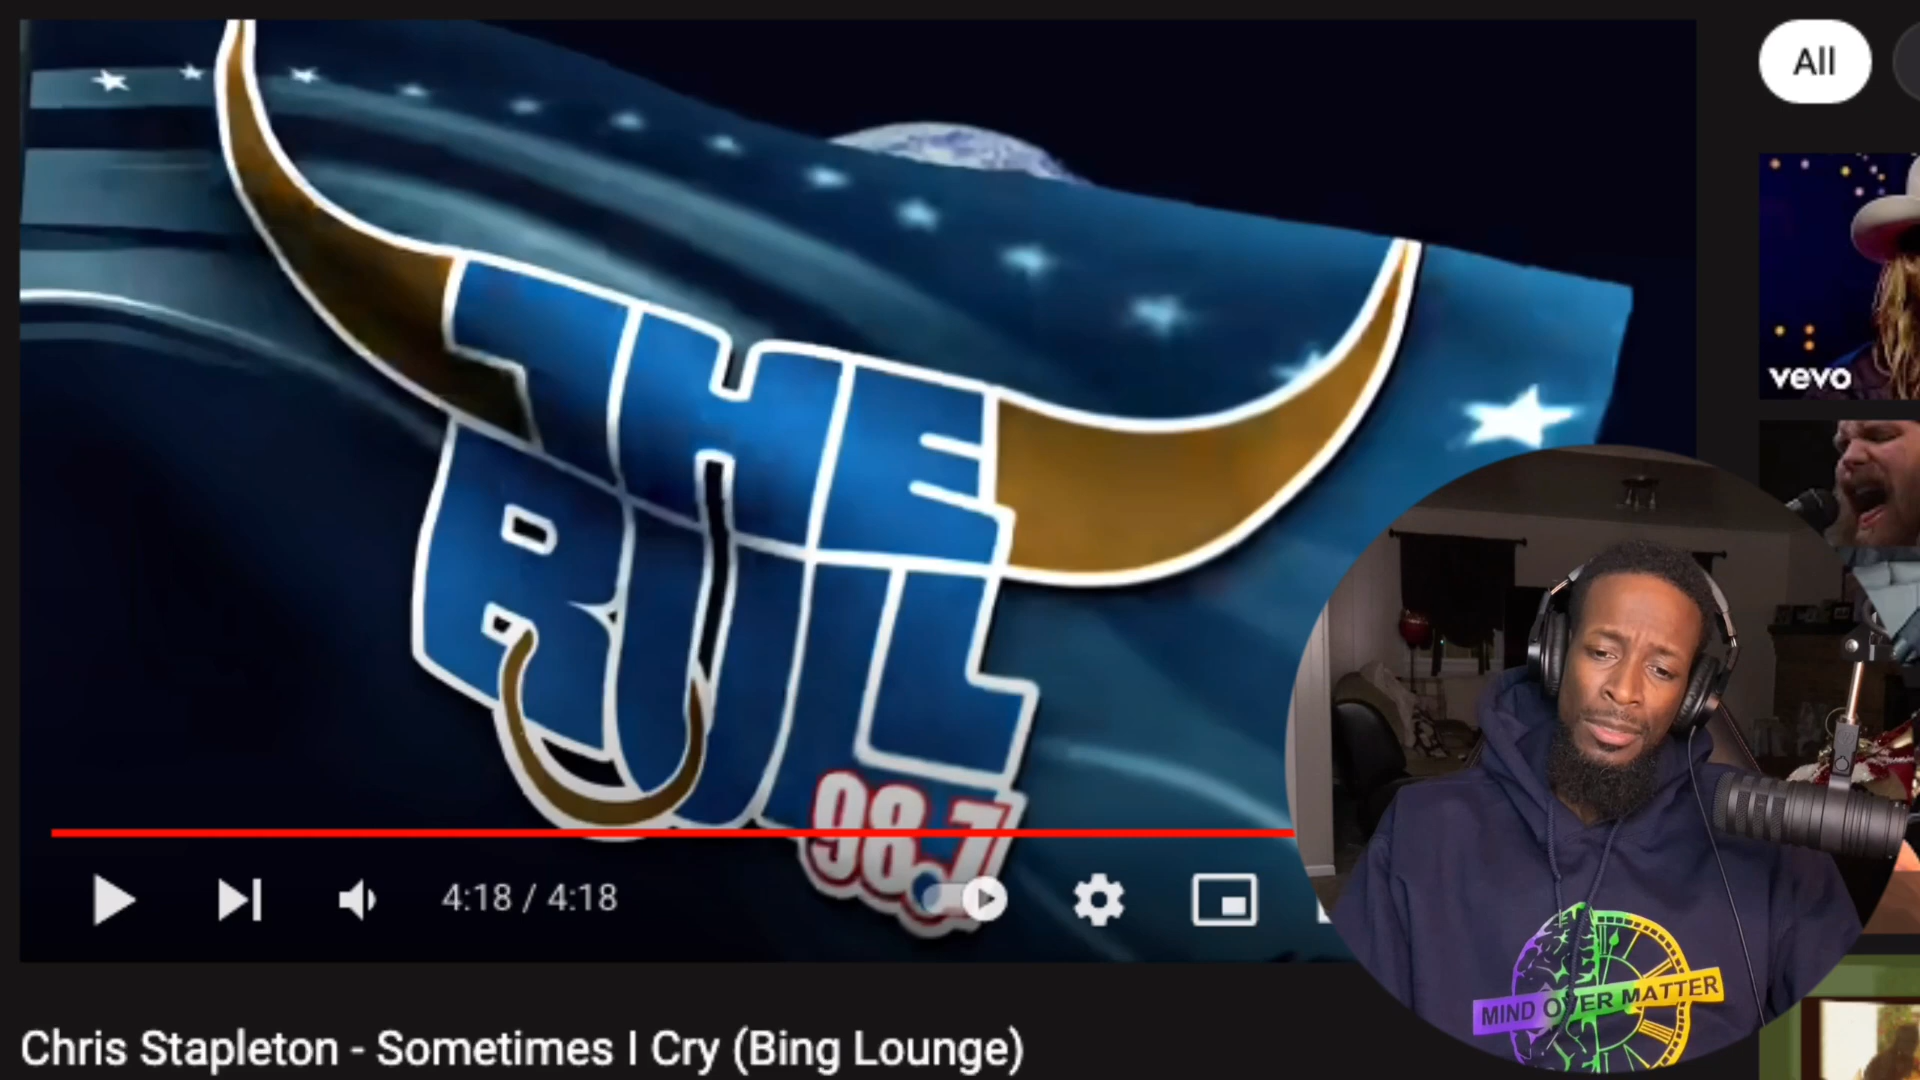 All
THE
BULL
98.7
vevo
4:18 / 4:18
MIND OVER MATTER
Chris Stapleton - Sometimes I Cry (Bing Lounge)